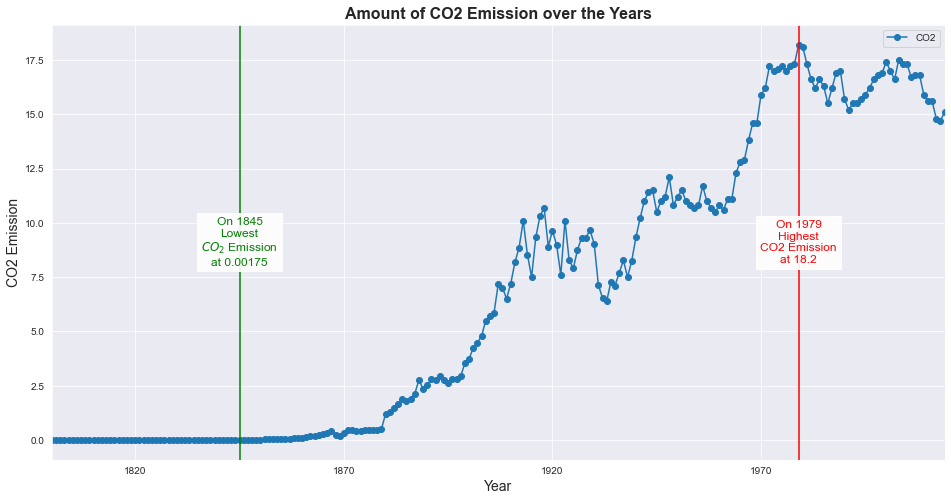 Amount of CO2 Emission over the Years
CO2
17.5
15.0
12.5
10.0
7.5
5.0
2.5
0.0
CO2 Emission
On 1845
Lowest
CO₂ Emission
at 0.00175
On 1979
Highest
CO2 Emission
at 18.2
1820
1870
1920
1970
Year